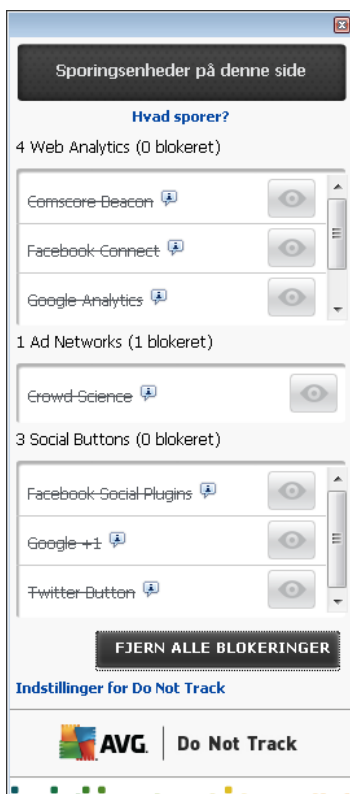 Sporingsenheder på denne side
Hvad sporer?
4 Web Analytics (0 blokeret)
Comscore Beacon
Facebook Connect
Google Analytics
1 Ad Networks (1 blokeret)
Crowd Science
3 Social Buttons (0 blokeret)
Facebook Social Plugins
Google +1
Twitter Button
FJERN ALLE BLOKERINGER
Indstillinger for Do Not Track
AVG. Do Not Track